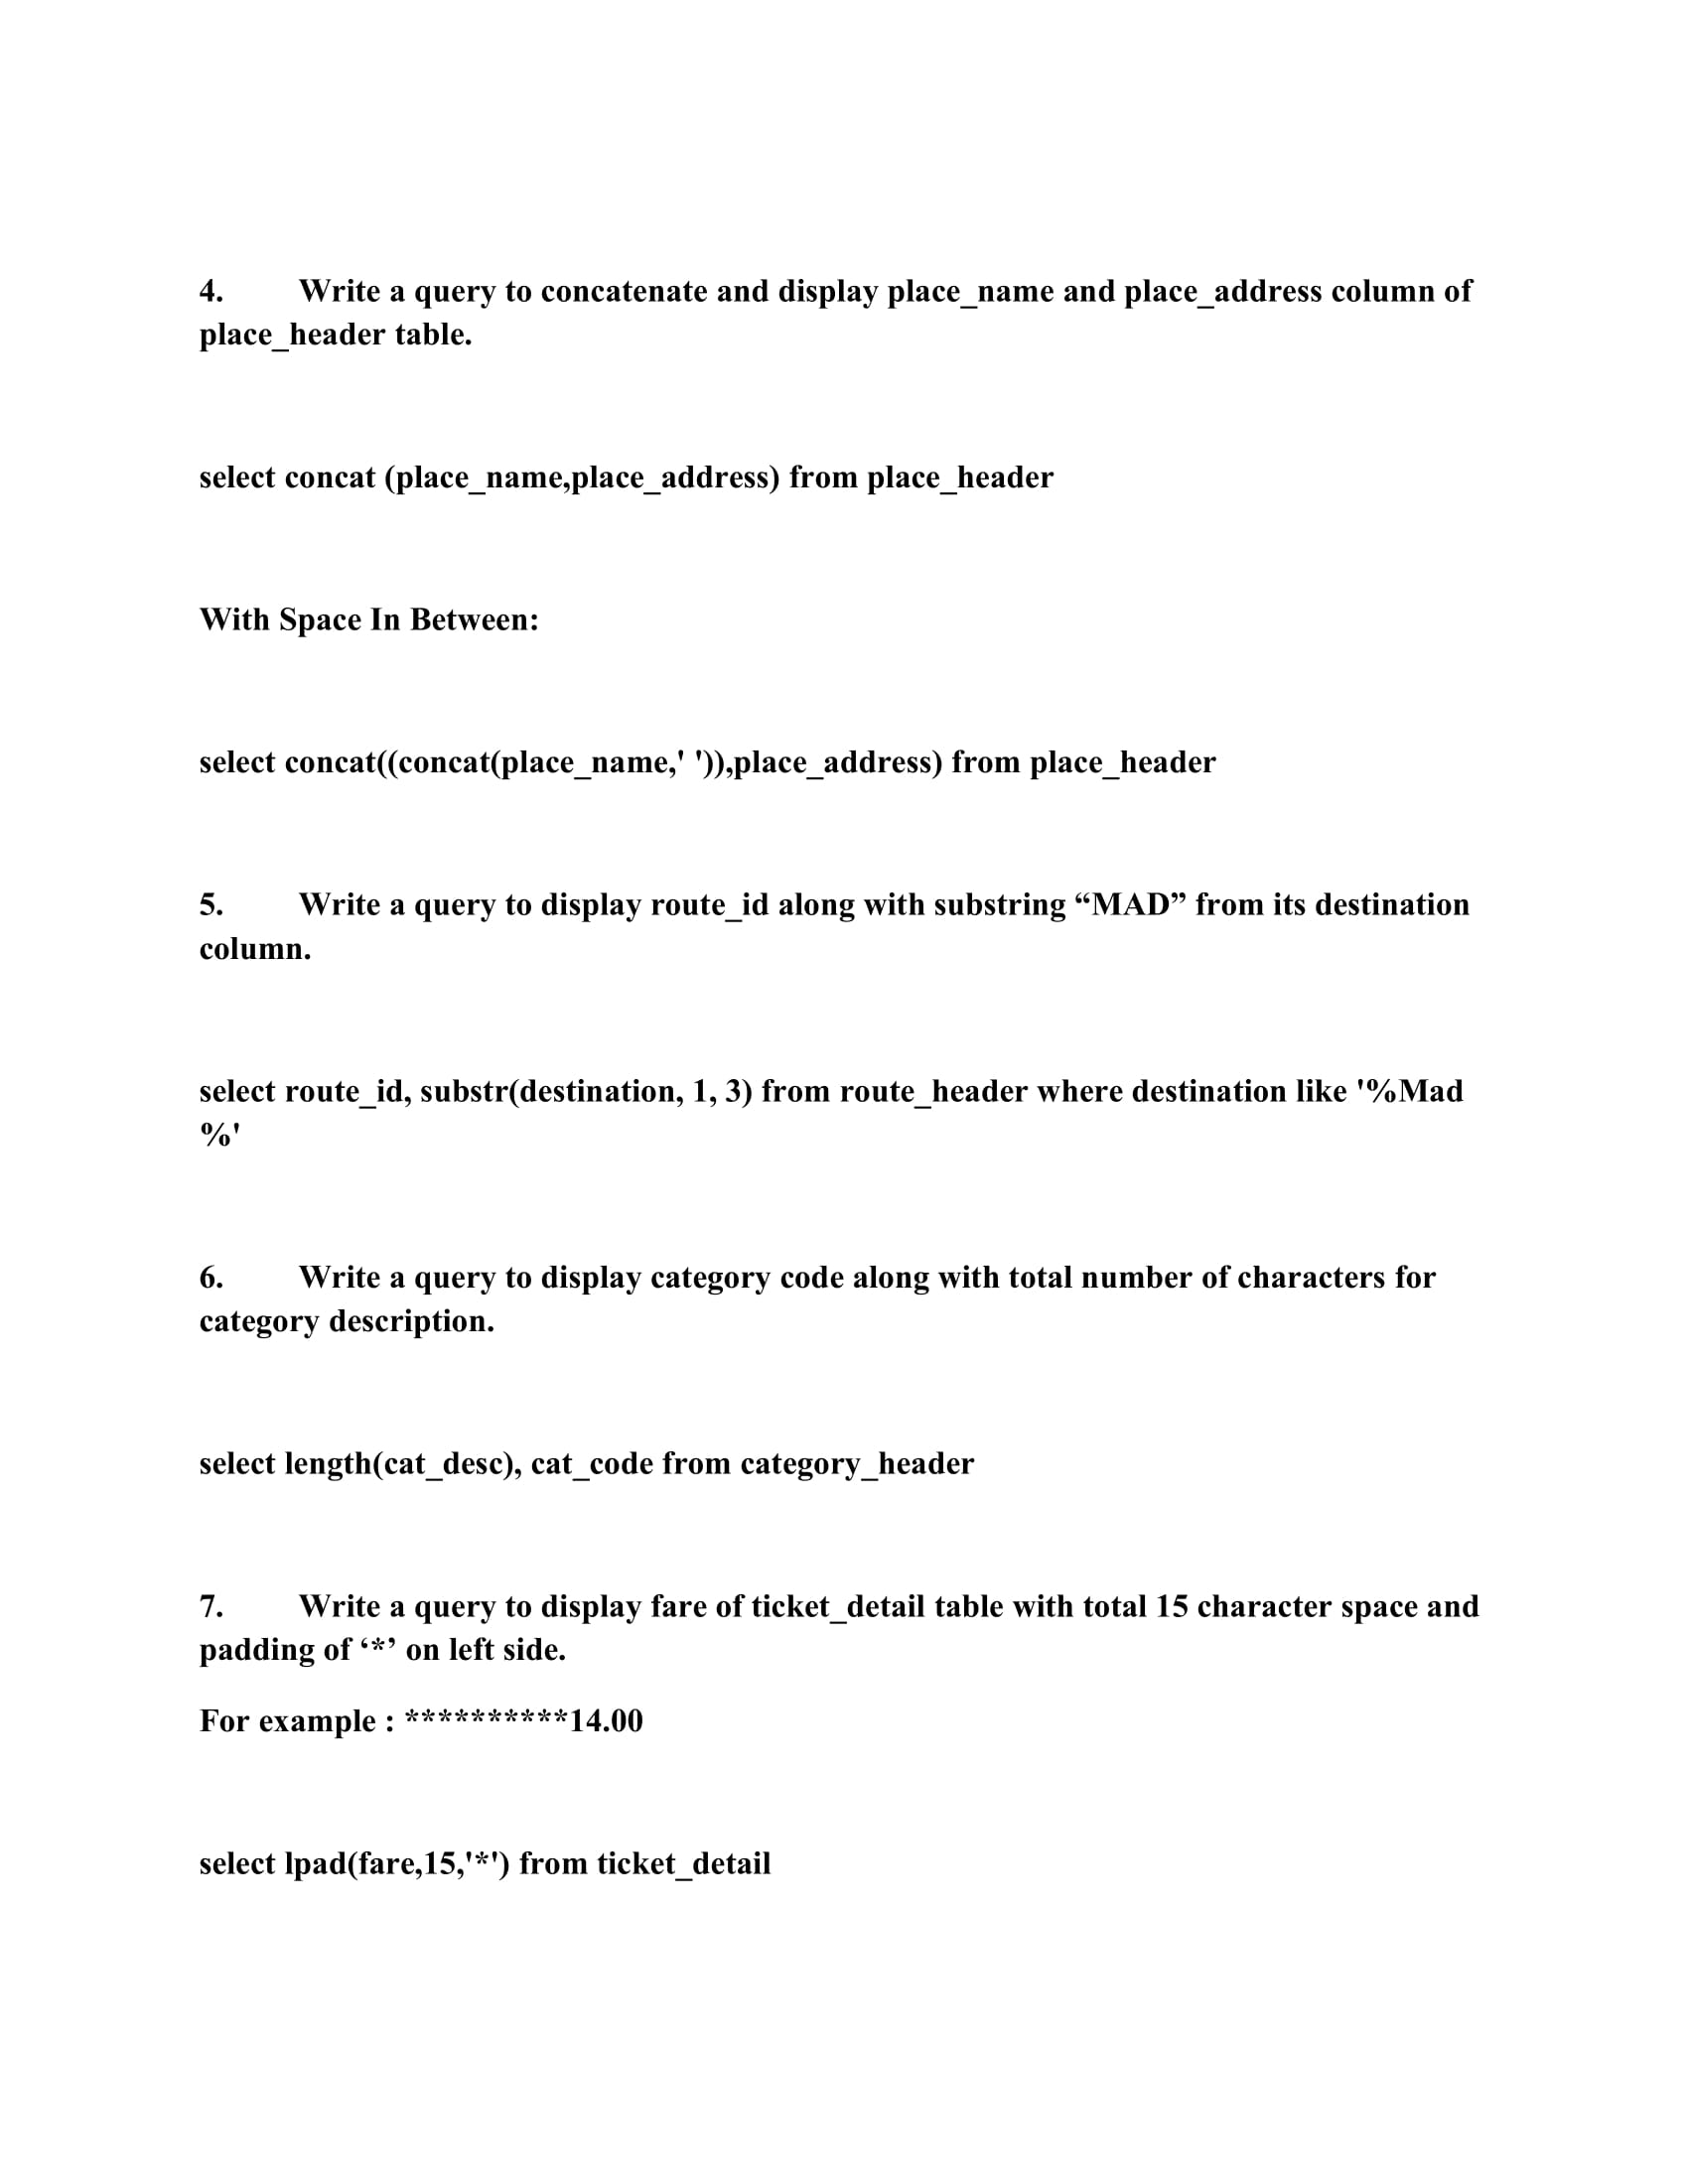 4. Write a query to concatenate and display place_name and place_address column of
place_header table.
select concat (place_name,place_address) from place_header
With Space In Between:
select concat((concat(place_name,' ')),place_address) from place_header
5. Write a query to display route_id along with substring “MAD” from its destination
column.
select route_id, substr(destination, 1, 3) from route_header where destination like '%Mad
%'
6. Write a query to display category code along with total number of characters for
category description.
select length(cat_desc), cat_code from category_header
7. Write a query to display fare of ticket_detail table with total 15 character space and
padding of ‘*’ on left side.
For example : **********14.00
select lpad(fare,15,'*') from ticket_detail